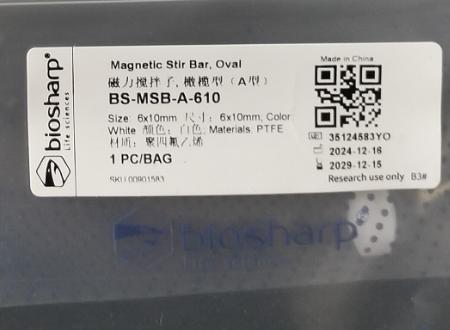 biosharp®
Life sciences
Magnetic Stir Bar, Oval
磁力搅拌子, 橄榄型（A型）
BS-MSB-A-610
Size: 6x10mm 尺寸: 6x10mm, Color:
White 颜色: 白色; Materials: PTFE
材质: 聚四氟乙烯
1 PC/BAG
SKU:00901583
Made in China
LOT 35124583YO
2024-12-16
2029-12-15
Research use only B3#
biosharp®
life sciences